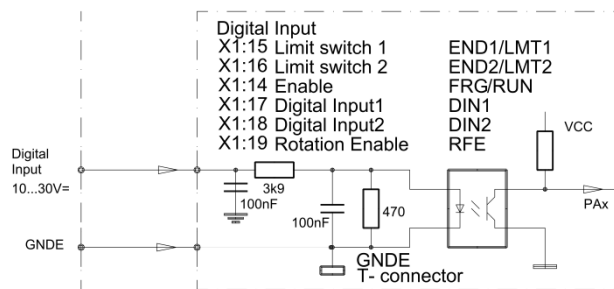 Digital Input
X1:15 Limit switch 1 END1/LMT1
X1:16 Limit switch 2 END2/LMT2
X1:14 Enable FRG/RUN
X1:17 Digital Input1 DIN1
X1:18 Digital Input2 DIN2
X1:19 Rotation Enable RFE
VCC
Digital
Input
10...30V=
3k9
100nF
100nF
470
PAx
GNDE
GNDE
T- connector